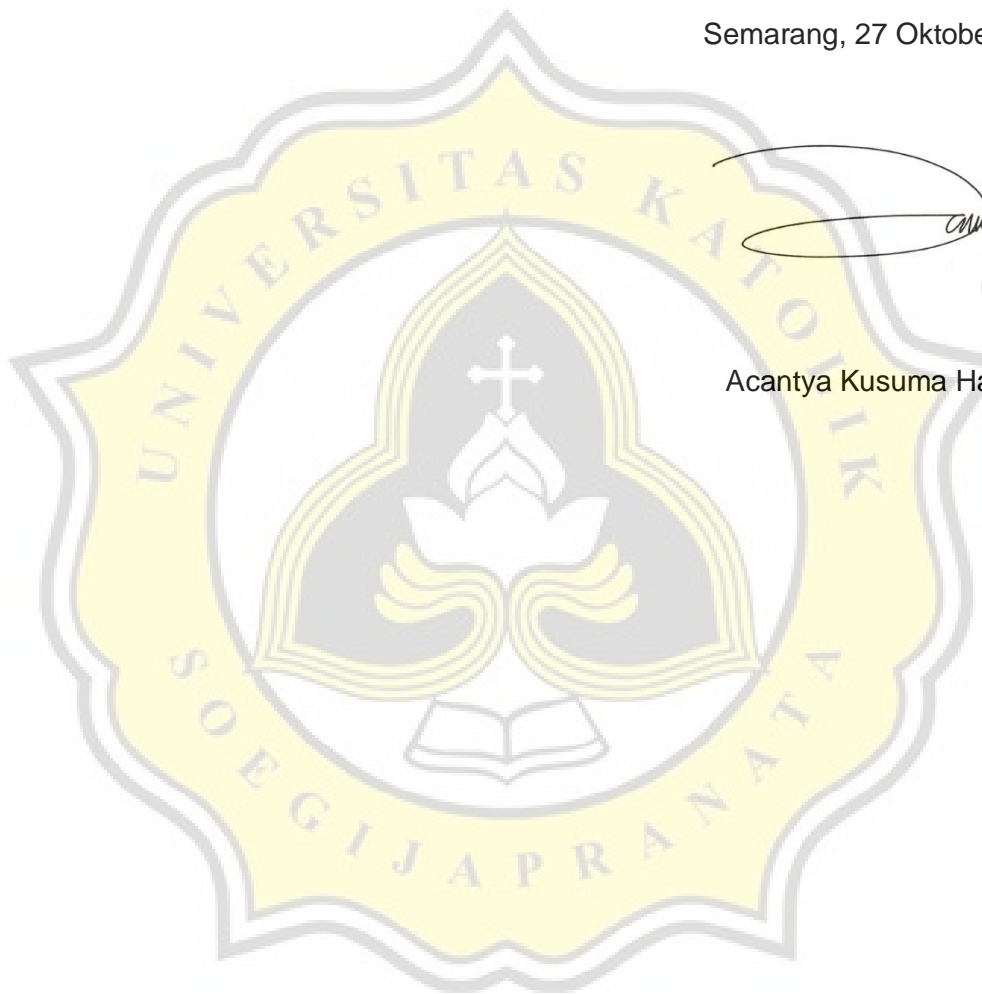 Semarang, 27 Oktobe
UNIVERSITAS KATOLIK
Acantya Kusuma Ha
SOEGIJAPRANATA